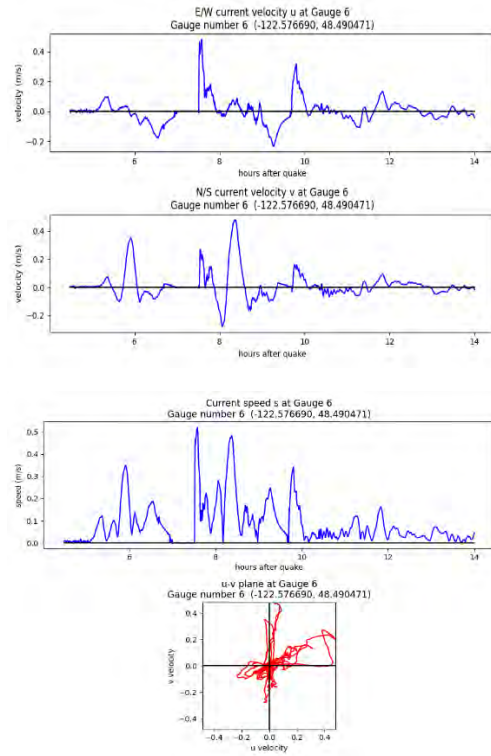 E/W current velocity u at Gauge 6
Gauge number 6 (-122.576690, 48.490471)
velocity (m/s)
0.4
0.2
0.0
−0.2
6 8 10 12 14
hours after quake
N/S current velocity v at Gauge 6
Gauge number 6 (-122.576690, 48.490471)
velocity (m/s)
0.4
0.2
0.0
−0.2
6 8 10 12 14
hours after quake
Current speed s at Gauge 6
Gauge number 6 (-122.576690, 48.490471)
speed (m/s)
0.5
0.4
0.3
0.2
0.1
0.0
6 8 10 12 14
hours after quake
u-v plane at Gauge 6
Gauge number 6 (-122.576690, 48.490471)
v velocity
0.4
0.2
0.0
−0.2
−0.4
−0.4 −0.2 0.0 0.2 0.4
u velocity